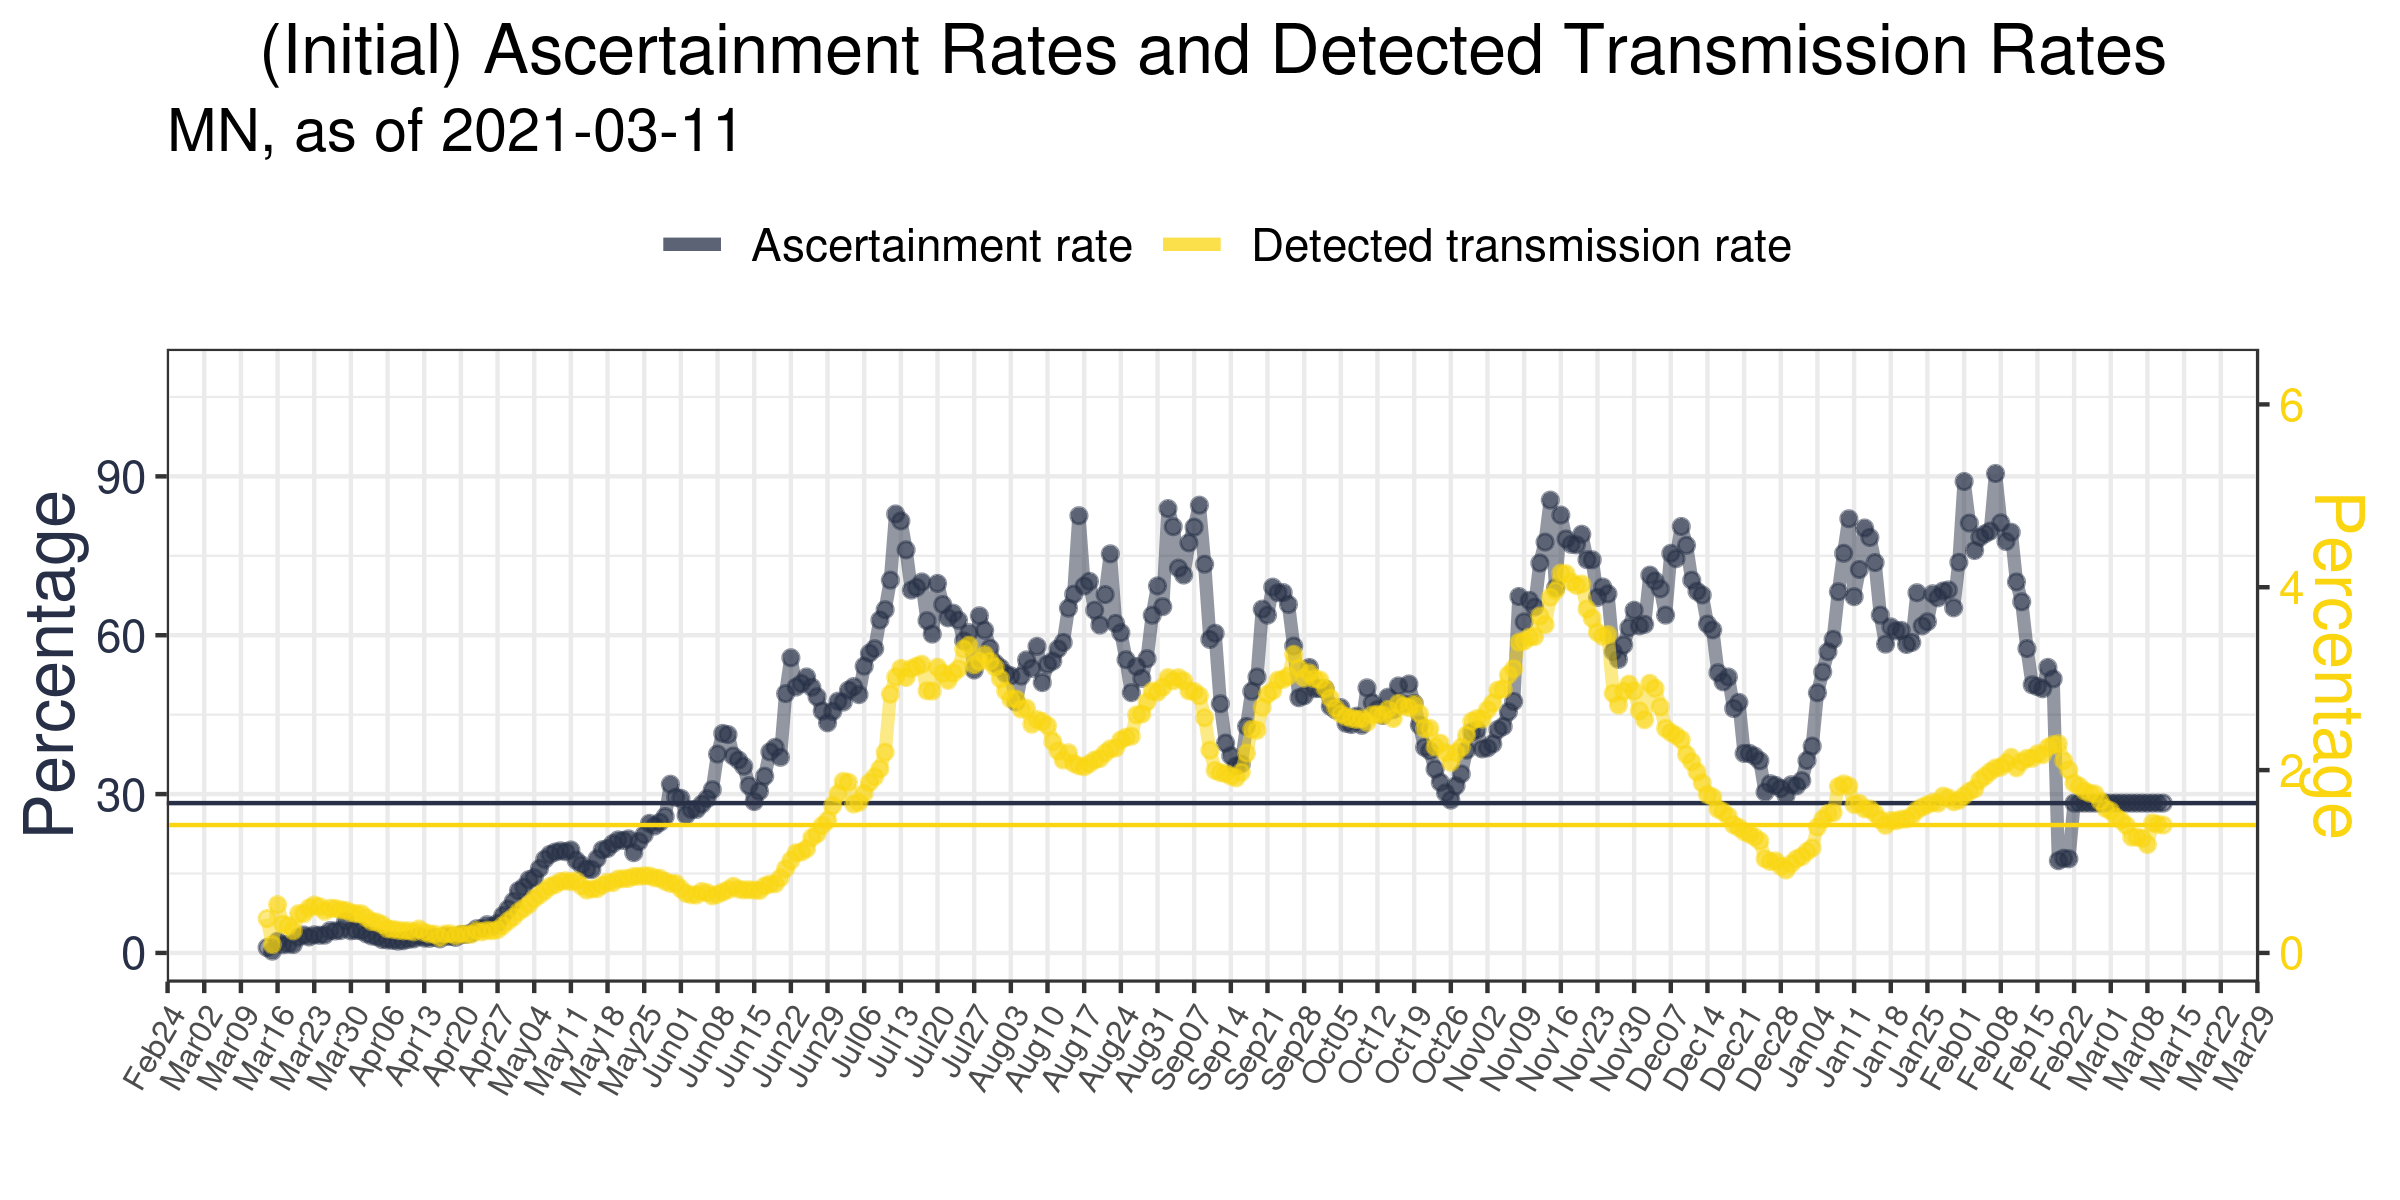 (Initial) Ascertainment Rates and Detected Transmission Rates
MN, as of 2021-03-11
Ascertainment rate
Detected transmission rate
Percentage
90
60
30
0
6
4
2
0
Percentage
Feb24
Mar02
Mar09
Mar16
Mar23
Mar30
Apr06
Apr13
Apr20
Apr27
May04
May11
May18
May25
Jun01
Jun08
Jun15
Jun22
Jun29
Jul06
Jul13
Jul20
Jul27
Aug03
Aug10
Aug17
Aug24
Aug31
Sep07
Sep14
Sep21
Sep28
Oct05
Oct12
Oct19
Oct26
Nov02
Nov09
Nov16
Nov23
Nov30
Dec07
Dec14
Dec21
Dec28
Jan04
Jan11
Jan18
Jan25
Feb01
Feb08
Feb15
Feb22
Mar01
Mar08
Mar15
Mar22
Mar29